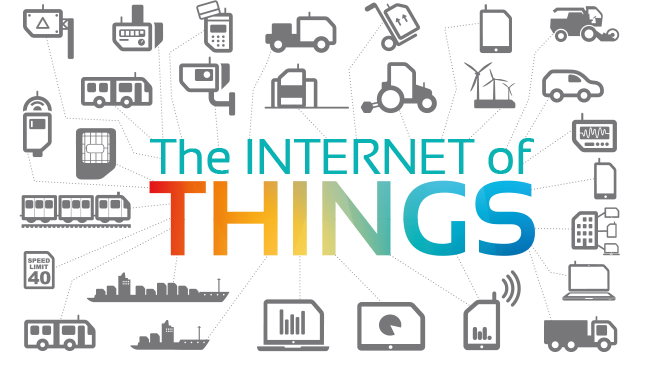 The INTERNET of
THINGS
SPEED
LIMIT
40